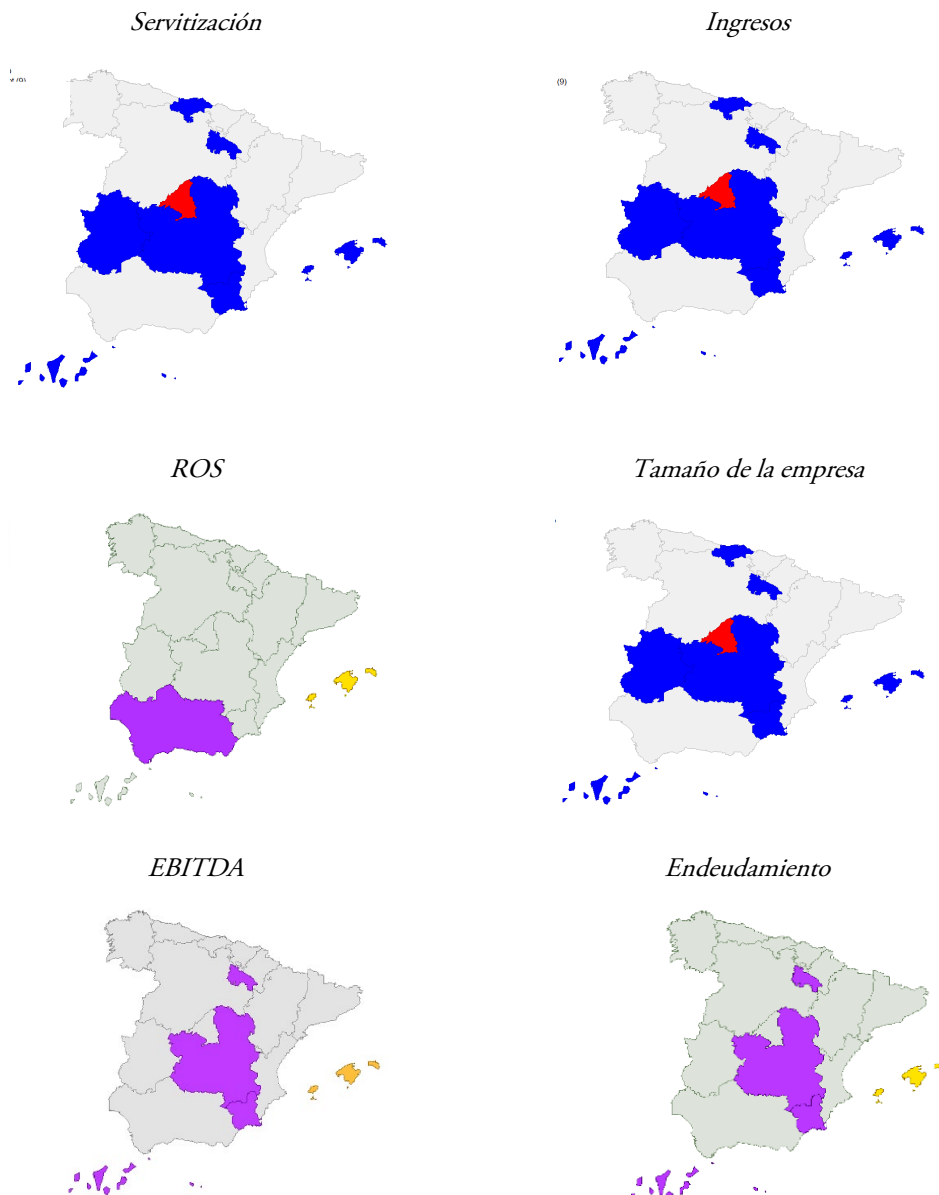 Servitización
Ingresos
(9)
ROS
Tamaño de la empresa
EBITDA
Endeudamiento